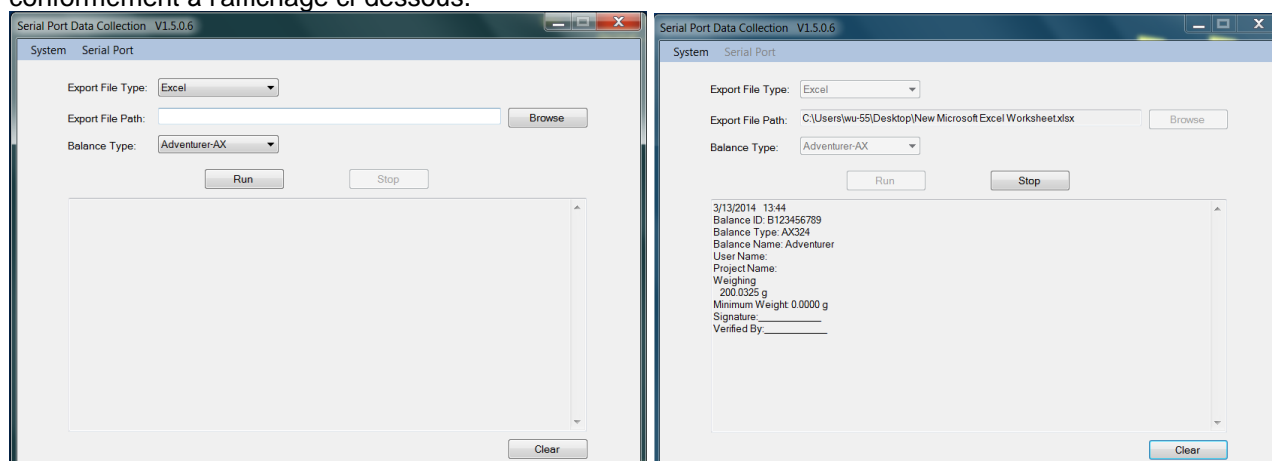 conformément à l'affichage ci-dessous.
Serial Port Data Collection V1.5.0.6
System Serial Port
Export File Type: Excel
Export File Path: Browse
Balance Type: Adventurer-AX
Run Stop
Clear
Serial Port Data Collection V1.5.0.6
System Serial Port
Export File Type: Excel
Export File Path: C:\Users\wu-55\Desktop\New Microsoft Excel Worksheet.xlsx Browse
Balance Type: Adventurer-AX
Run Stop
3/13/2014 13:44
Balance ID: B123456789
Balance Type: AX324
Balance Name: Adventurer
User Name:
Project Name:
Weighing
200.0325 g
Minimum Weight: 0.0000 g
Signature:____________
Verified By:____________
Clear